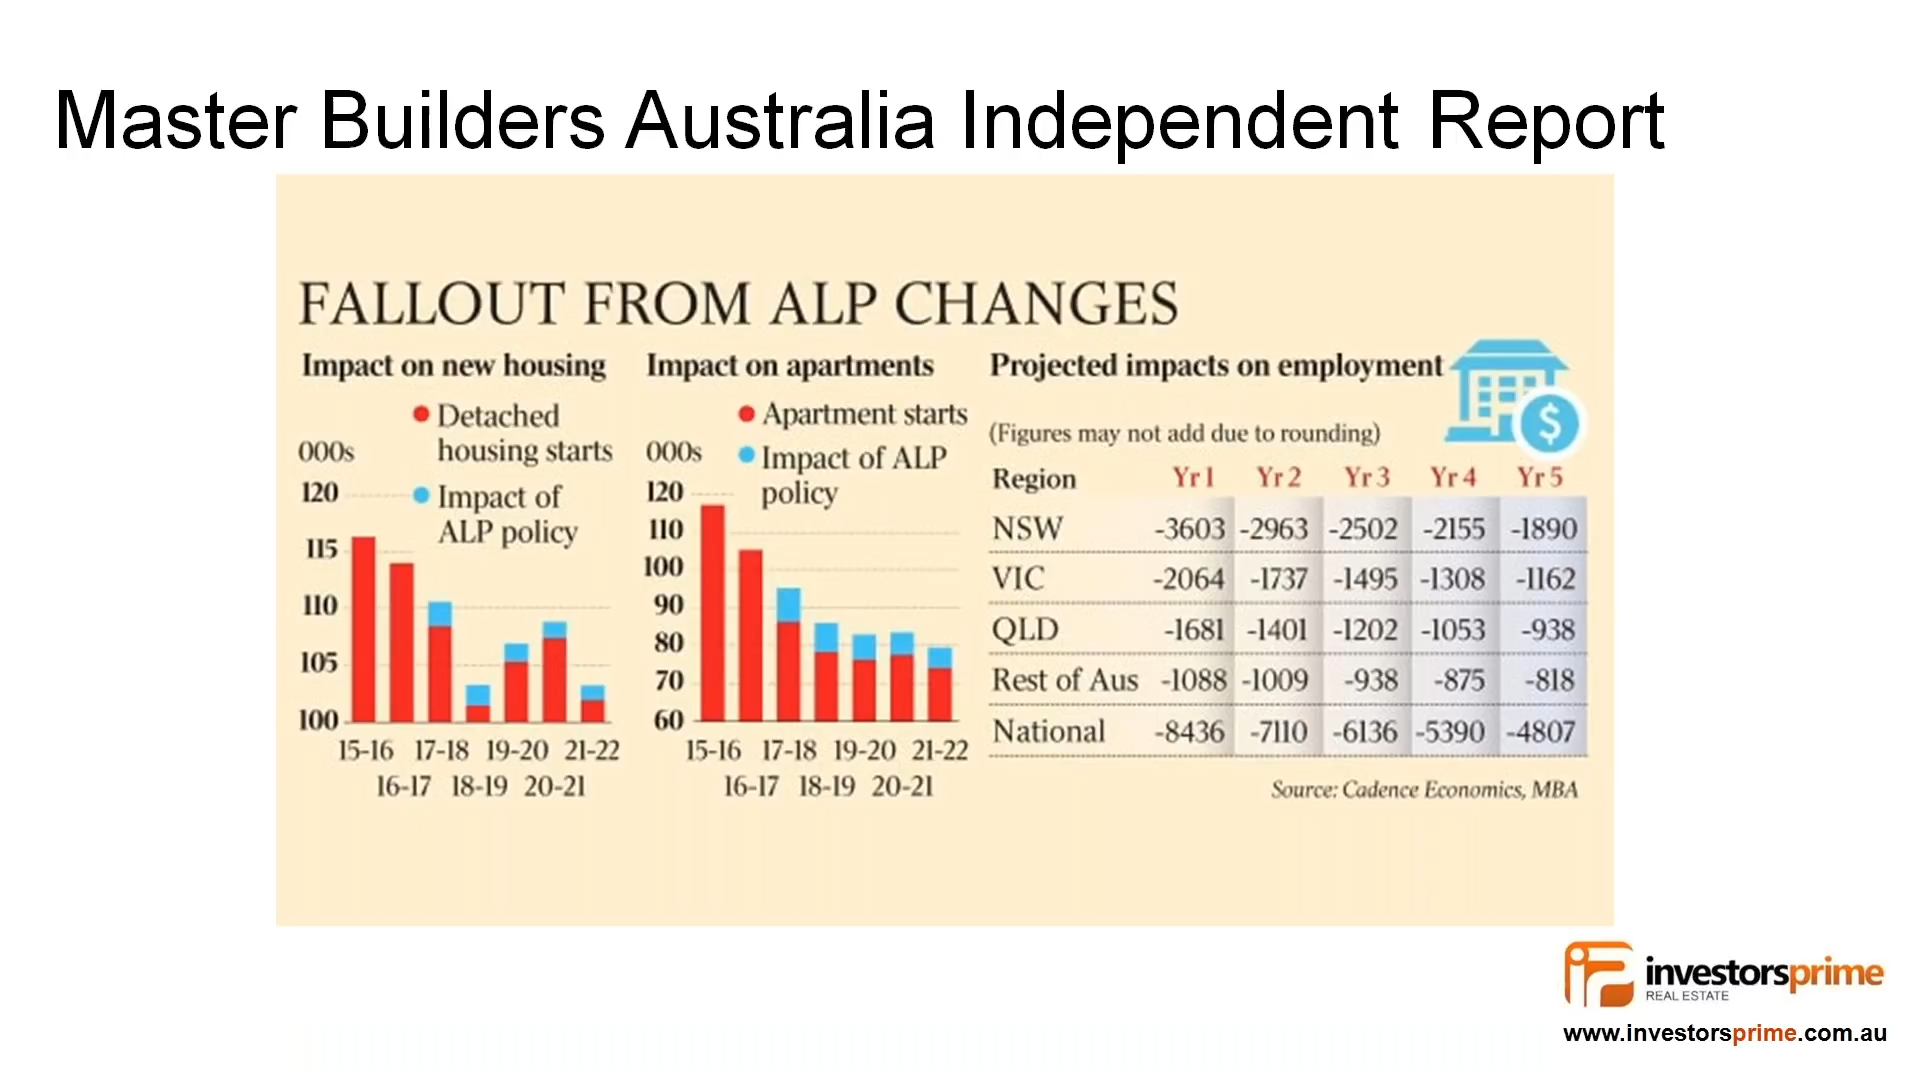 Master Builders Australia Independent Report
FALLOUT FROM ALP CHANGES
Impact on new housing
Detached
housing starts
Impact of
ALP policy
000s
120
115
110
105
100
15-16 17-18 19-20 21-22
16-17 18-19 20-21
Impact on apartments
Apartment starts
Impact of ALP
policy
000s
120
110
100
90
80
70
60
15-16 17-18 19-20 21-22
16-17 18-19 20-21
Projected impacts on employment
$
(Figures may not add due to rounding)
Region Yr 1 Yr 2 Yr 3 Yr 4 Yr 5
NSW -3603 -2963 -2502 -2155 -1890
VIC -2064 -1737 -1495 -1308 -1162
QLD -1681 -1401 -1202 -1053 -938
Rest of Aus -1088 -1009 -938 -875 -818
National -8436 -7110 -6136 -5390 -4807
Source: Cadence Economics, MBA
investorsprime
REAL ESTATE
www.investorsprime.com.au